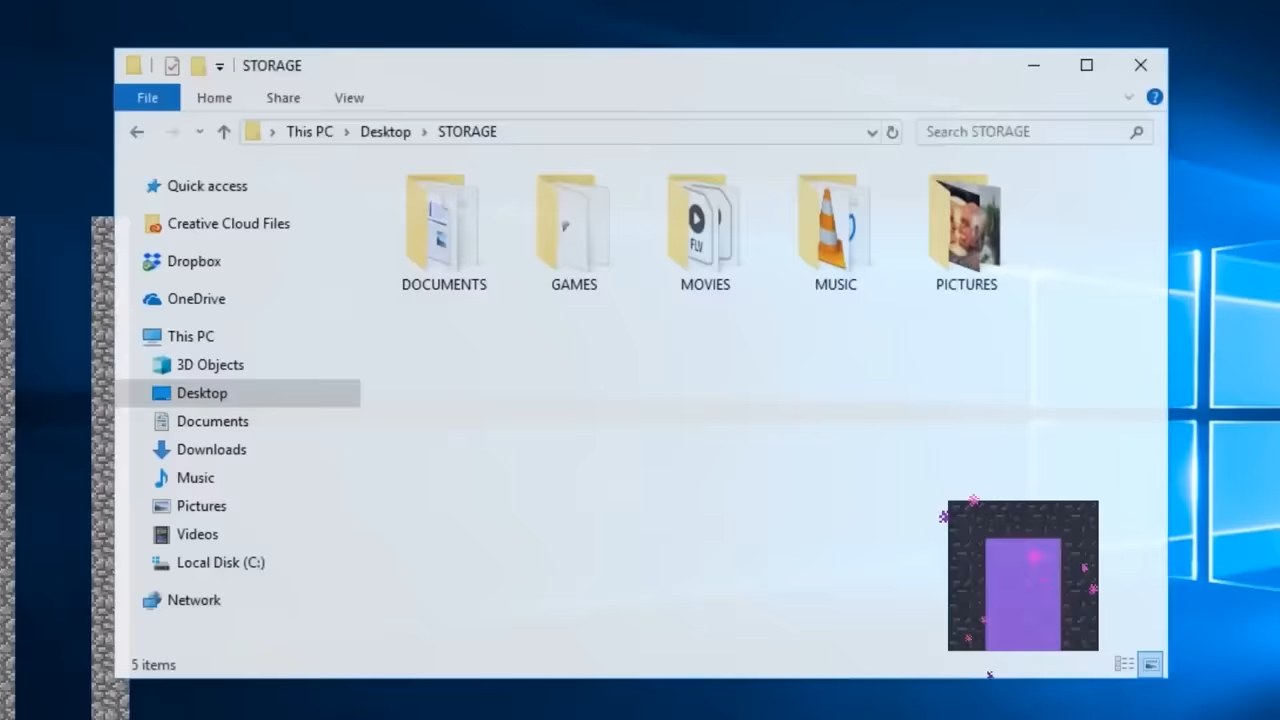 STORAGE
File Home Share View
This PC Desktop STORAGE
Search STORAGE
Quick access
Creative Cloud Files
Dropbox
OneDrive
This PC
3D Objects
Desktop
Documents
Downloads
Music
Pictures
Videos
Local Disk (C:)
Network
FLV
DOCUMENTS GAMES MOVIES MUSIC PICTURES
5 items